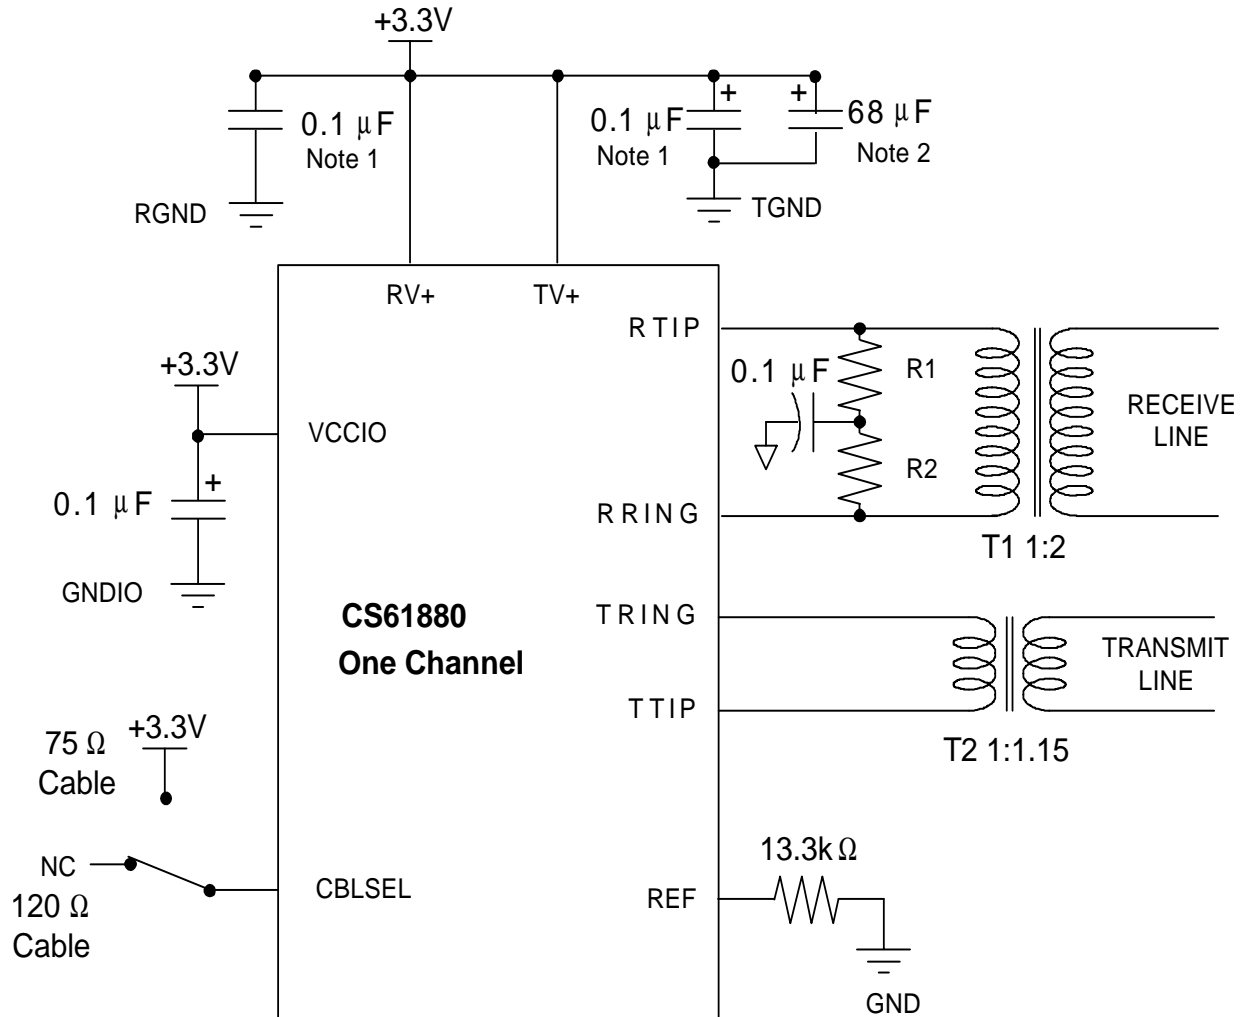 +3.3V
0.1 μF
Note 1
0.1 μF
Note 1
+
+
68 μF
Note 2
RGND
TGND
RV+
TV+
RTIP
+3.3V
0.1 μF
R1
RECEIVE
LINE
VCCIO
R2
+
0.1 μF
RRING
T1 1:2
GNDIO
CS61880
One Channel
TRING
TRANSMIT
LINE
TTIP
T2 1:1.15
+3.3V
75 Ω
Cable
13.3k Ω
NC
120 Ω
Cable
CBLSEL
REF
GND